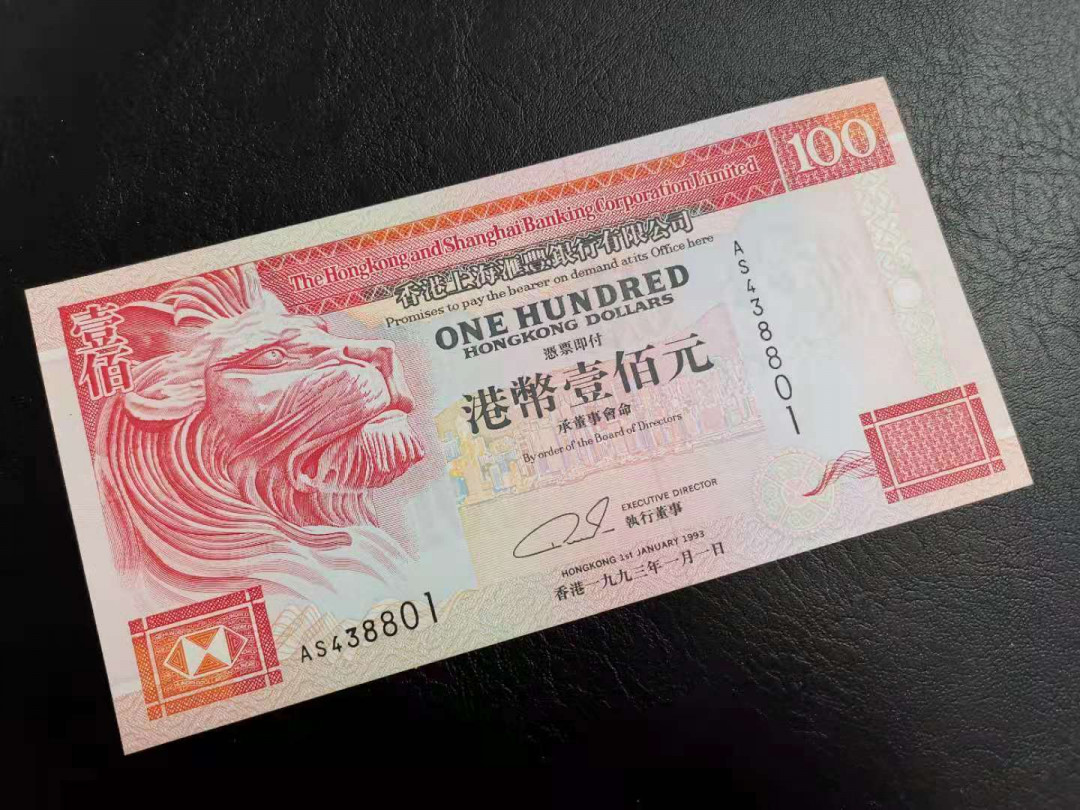 100
The Hongkong and Shanghai Banking Corporation Limited
香港上海滙豐銀行有限公司
Promises to pay the bearer on demand at its Office here
壹佰
ONE HUNDRED
HONGKONG DOLLARS
憑票即付
港幣壹佰元
承董事會命
By order of the Board of Directors
AS438801
EXECUTIVE DIRECTOR
執行董事
HONGKONG 1st JANUARY 1993
香港一九九三年一月一日
AS438801